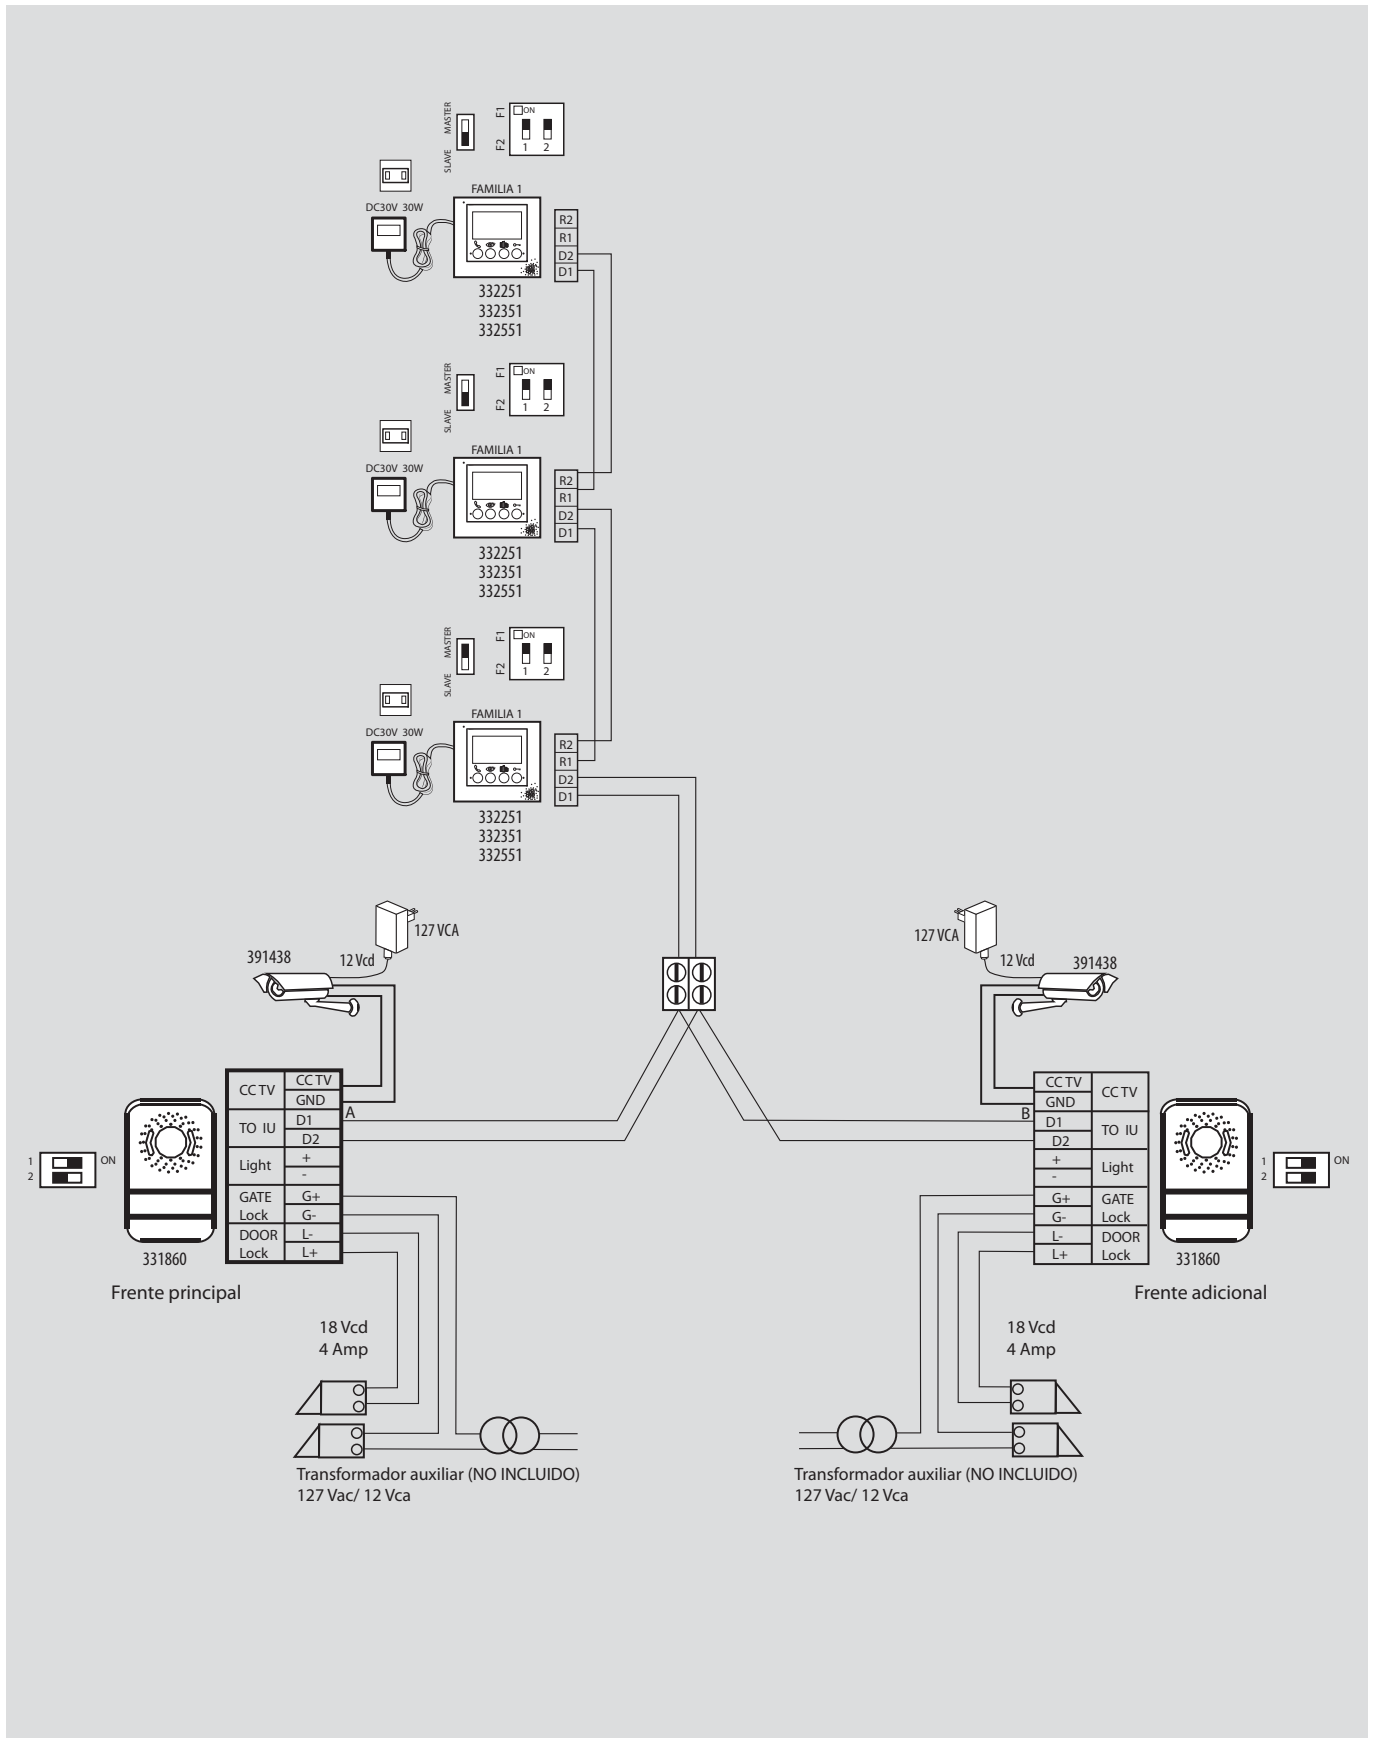 MASTER
SLAVE
F1
F2
ON
1 2
DC30V 30W
FAMILIA 1
R2
R1
D2
D1
332251
332351
332551
MASTER
SLAVE
F1
F2
ON
1 2
DC30V 30W
FAMILIA 1
R2
R1
D2
D1
332251
332351
332551
MASTER
SLAVE
F1
F2
ON
1 2
DC30V 30W
FAMILIA 1
R2
R1
D2
D1
332251
332351
332551
127 VCA
391438
12 Vcd
127 VCA
12 Vcd
391438
CC TV
CC TV
GND
A
TO IU
D1
D2
Light
+
-
GATE
Lock
G+
G-
DOOR
Lock
L-
L+
1
2
ON
331860
Frente principal
CC TV
GND
CC TV
B
D1
D2
TO IU
+
-
Light
G+
G-
GATE
Lock
L-
L+
DOOR
Lock
1
2
ON
331860
Frente adicional
18 Vcd
4 Amp
18 Vcd
4 Amp
Transformador auxiliar (NO INCLUIDO)
127 Vac/ 12 Vca
Transformador auxiliar (NO INCLUIDO)
127 Vac/ 12 Vca